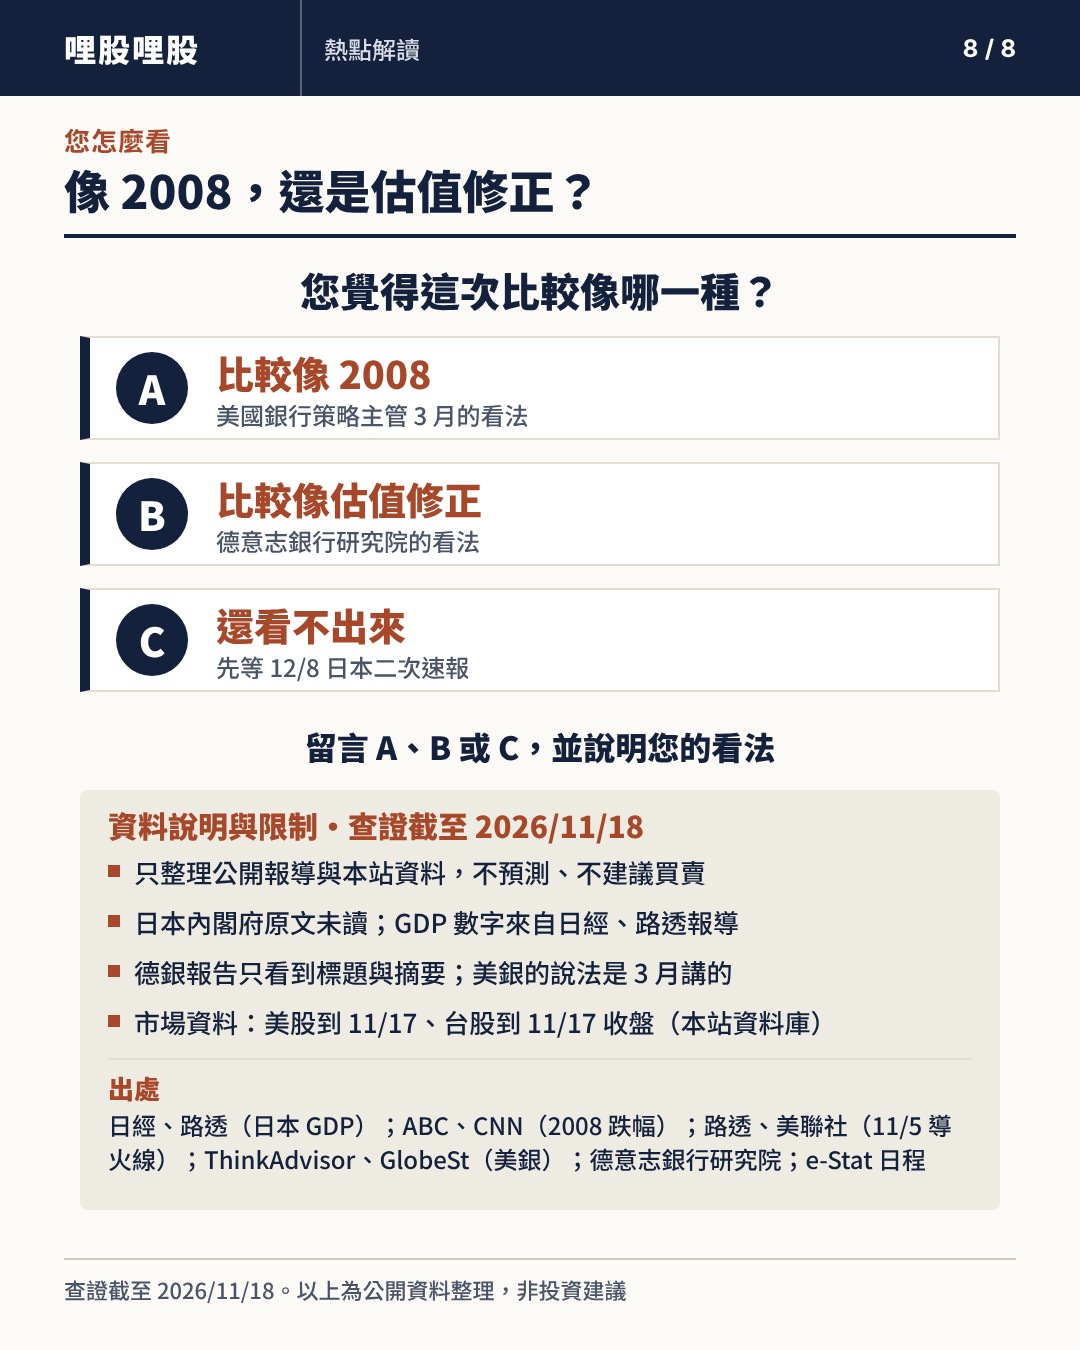 哩股哩股
熱點解讀
8 / 8
您怎麼看
像 2008，還是估值修正？
您覺得這次比較像哪一種？
A
比較像 2008
美國銀行策略主管 3 月的看法
B
比較像估值修正
德意志銀行研究院的看法
C
還看不出來
先等 12/8 日本二次速報
留言 A、B 或 C，並說明您的看法
資料說明與限制・查證截至 2026/11/18
只整理公開報導與本站資料，不預測、不建議買賣
日本內閣府原文未讀；GDP 數字來自日經、路透報導
德銀報告只看到標題與摘要；美銀的說法是 3 月講的
市場資料：美股到 11/17、台股到 11/17 收盤（本站資料庫）
出處
日經、路透（日本 GDP）；ABC、CNN（2008 跌幅）；路透、美聯社（11/5 導
火線）；ThinkAdvisor、GlobeSt（美銀）；德意志銀行研究院；e-Stat 日程
查證截至 2026/11/18。以上為公開資料整理，非投資建議